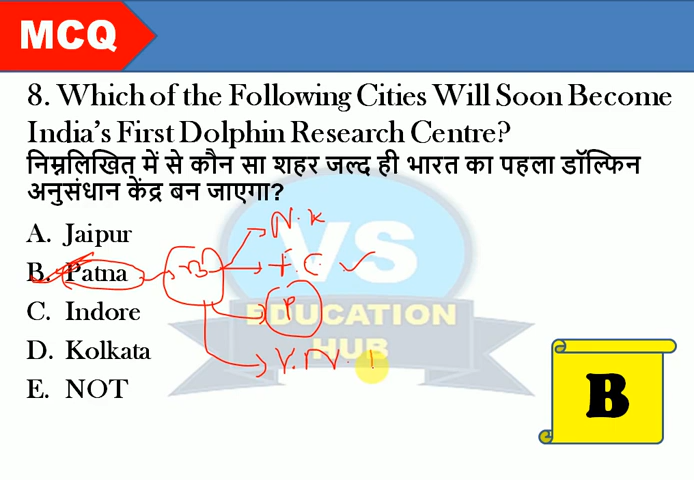 MCQ
8. Which of the Following Cities Will Soon Become
India's First Dolphin Research Centre?
निम्नलिखित में से कौन सा शहर जल्द ही भारत का पहला डॉल्फिन
अनुसंधान केंद्र बन जाएगा?
A. Jaipur
B. Patna
C. Indore
D. Kolkata
E. NOT
N.K
F.C.
P
V.N.
VS
EDUCATION
HUB
B